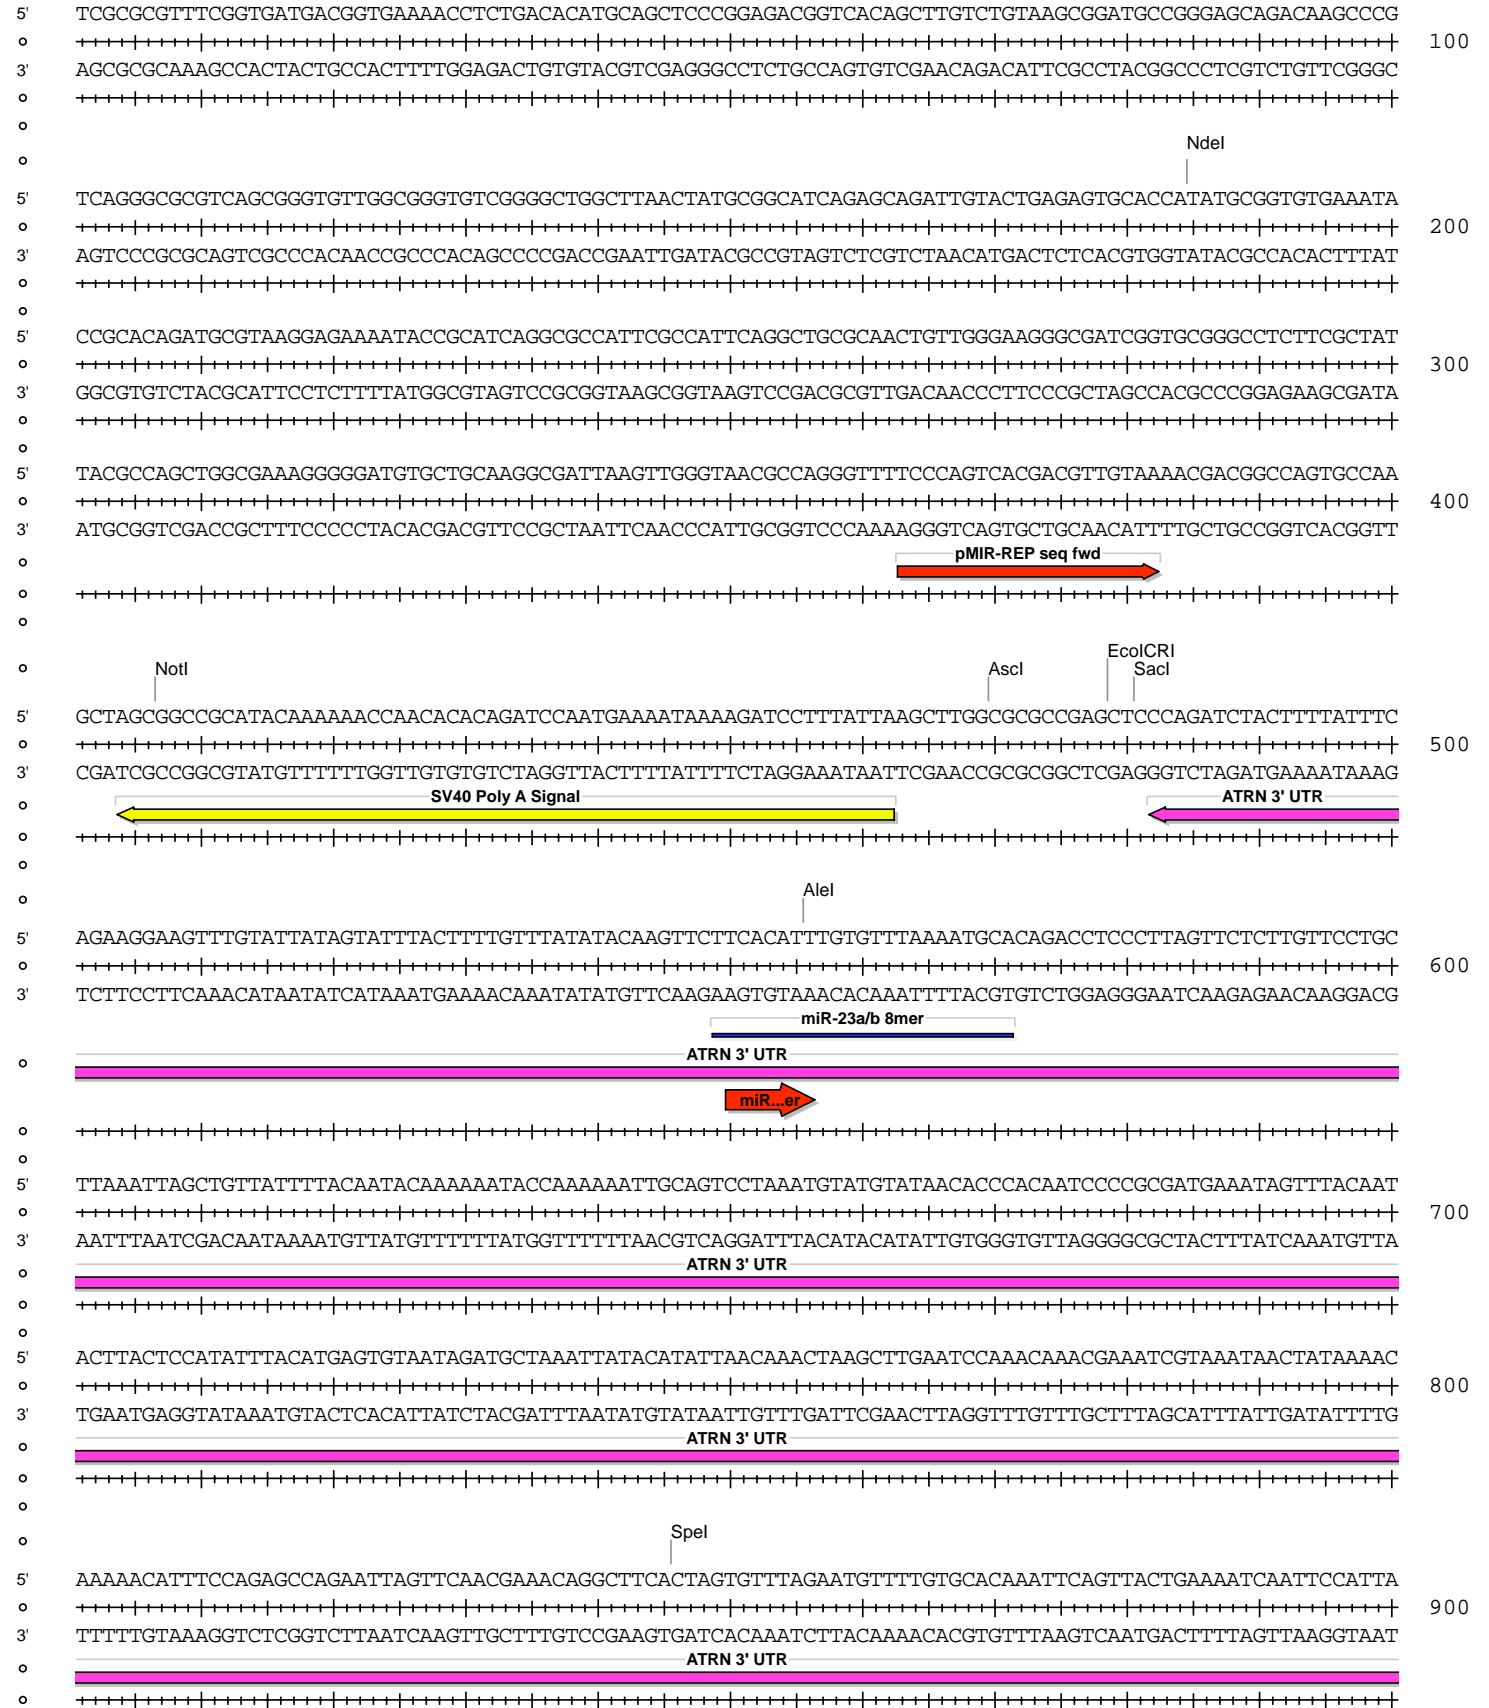 5' TCGCGCGTTTCGGTGATGACGGTGAAAACCTCTGACACATGCAGCTCCCGGAGACGGTCACAGCTTGTCTGTAAGCGGATGCCGGGAGCAGACAAGCCCG
100
3' AGCGCGCAAAGCCACTACTGCCACTTTTGGAGACTGTGTACGTCGAGGGCCTCTGCCAGTGTCGAACAGACATTCGCCTACGGCCCTCGTCTGTTCGGGC
NdeI
5' TCAGGGCGCGTCAGCGGGTGTTGGCGGGTGTCGGGGCTGGCTTAACTATGCGGCATCAGAGCAGATTGTACTGAGAGTGCACCATATGCGGTGTGAAATA
200
3' AGTCCCGCGCAGTCGCCCACAACCGCCCACAGCCCCGACCGAATTGATACGCCGTAGTCTCGTCTAACATGACTCTCACGTGGTATACGCCACACTTTAT
5' CCGCACAGATGCGTAAGGAGAAAATACCGCATCAGGCGCCATTCGCCATTCAGGCTGCGCAACTGTTGGGAAGGGCGATCGGTGCGGGCCTCTTCGCTAT
300
3' GGCGTGTCTACGCATTCCTCTTTTATGGCGTAGTCCGCGGTAAGCGGTAAGTCCGACGCGTTGACAACCCTTCCCGCTAGCCACGCCCGGAGAAGCGATA
5' TACGCCAGCTGGCGAAAGGGGGATGTGCTGCAAGGCGATTAAGTTGGGTAACGCCAGGGTTTTCCCAGTCACGACGTTGTAAAACGACGGCCAGTGCCAA
400
3' ATGCGGTCGACCGCTTTCCCCCTACACGACGTTCCGCTAATTCAACCCATTGCGGTCCCAAAAGGGTCAGTGCTGCAACATTTTGCTGCCGGTCACGGTT
pMIR-REP seq fwd
EcoICRI
NotI AscI SacI
5' GCTAGCGGCCGCATACAAAAAACCAACACACAGATCCAATGAAAATAAAAGATCCTTTATTAAGCTTGGCGCGCCGAGCTCCCAGATCTACTTTTATTTC
500
3' CGATCGCCGGCGTATGTTTTTTGGTTGTGTGTCTAGGTTACTTTTATTTTCTAGGAAATAATTCGAACCGCGCGGCTCGAGGGTCTAGATGAAAATAAAG
SV40 Poly A Signal ATRN 3' UTR
AleI
5' AGAAGGAAGTTTGTATTATAGTATTTACTTTTGTTTATATACAAGTTCTTCACATTTGTGTTTAAAATGCACAGACCTCCCTTAGTTCTCTTGTTCCTGC
600
3' TCTTCCTTCAAACATAATATCATAAATGAAAACAAATATATGTTCAAGAAGTGTAAACACAAATTTTACGTGTCTGGAGGGAATCAAGAGAACAAGGACG
miR-23a/b 8mer
ATRN 3' UTR
miR...er
5' TTAAATTAGCTGTTATTTTACAATACAAAAAATACCAAAAAATTGCAGTCCTAAATGTATGTATAACACCCACAATCCCCGCGATGAAATAGTTTACAAT
700
3' AATTTAATCGACAATAAAATGTTATGTTTTTTATGGTTTTTTAACGTCAGGATTTACATACATATTGTGGGTGTTAGGGGCGCTACTTTATCAAATGTTA
ATRN 3' UTR
5' ACTTACTCCATATTTACATGAGTGTAATAGATGCTAAATTATACATATTAACAAACTAAGCTTGAATCCAAACAAACGAAATCGTAAATAACTATAAAAC
800
3' TGAATGAGGTATAAATGTACTCACATTATCTACGATTTAATATGTATAATTGTTTGATTCGAACTTAGGTTTGTTTGCTTTAGCATTTATTGATATTTTG
ATRN 3' UTR
SpeI
5' AAAAACATTTCCAGAGCCAGAATTAGTTCAACGAAACAGGCTTCACTAGTGTTTAGAATGTTTTGTGCACAAATTCAGTTACTGAAAATCAATTCCATTA
900
3' TTTTTGTAAAGGTCTCGGTCTTAATCAAGTTGCTTTGTCCGAAGTGATCACAAATCTTACAAAACACGTGTTTAAGTCAATGACTTTTAGTTAAGGTAAT
ATRN 3' UTR